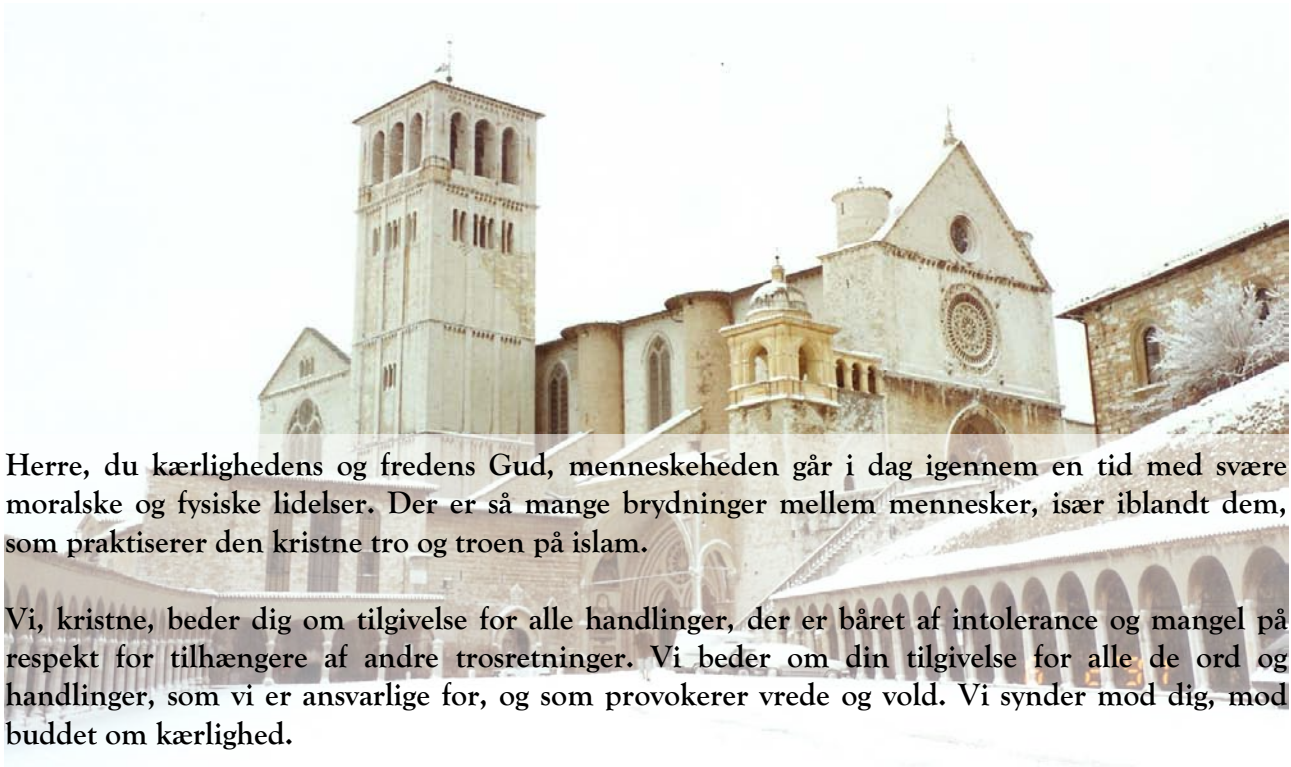 Herre, du kærlighedens og fredens Gud, menneskeheden går i dag igennem en tid med svære
moralske og fysiske lidelser. Der er så mange brydninger mellem mennesker, især iblandt dem,
som praktiserer den kristne tro og troen på islam.
Vi, kristne, beder dig om tilgivelse for alle handlinger, der er båret af intolerance og mangel på
respekt for tilhængere af andre trosretninger. Vi beder om din tilgivelse for alle de ord og
handlinger, som vi er ansvarlige for, og som provokerer vrede og vold. Vi synder mod dig, mod
buddet om kærlighed.